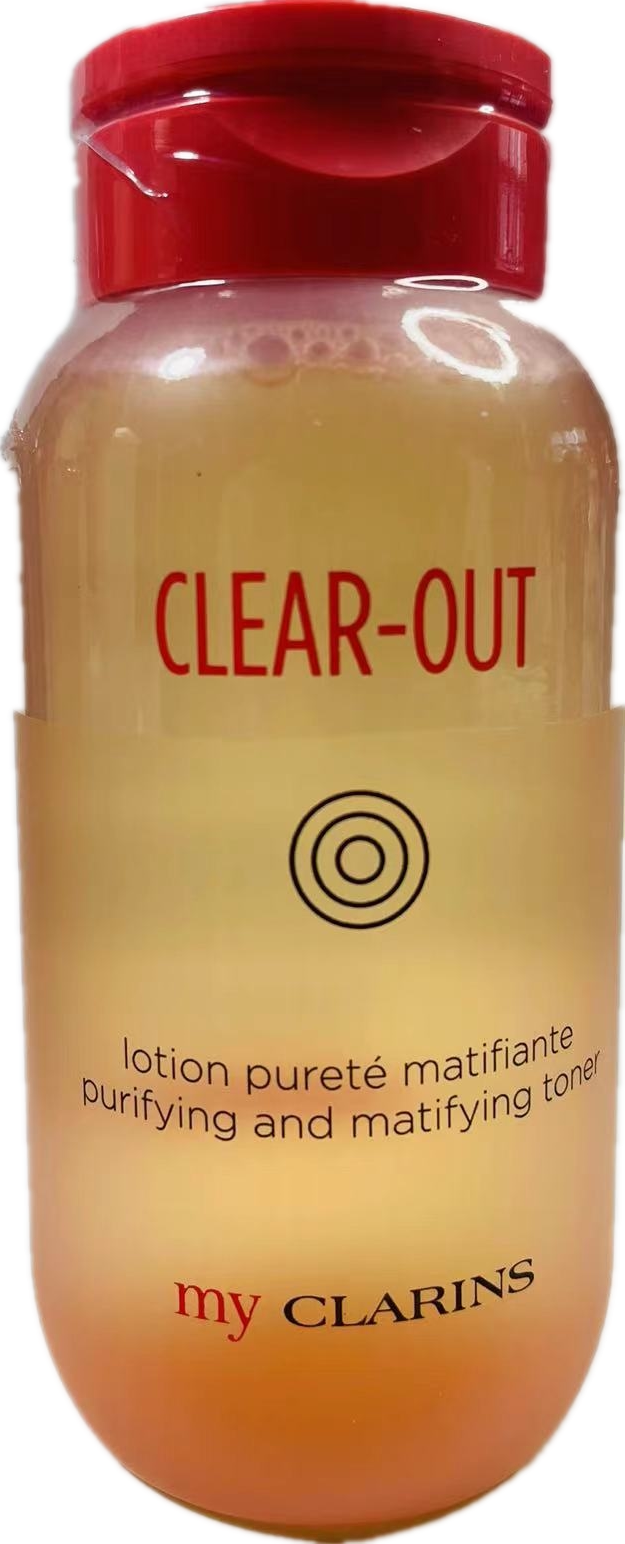 CLEAR-OUT
lotion pureté matifiante
purifying and matifying toner
my CLARINS